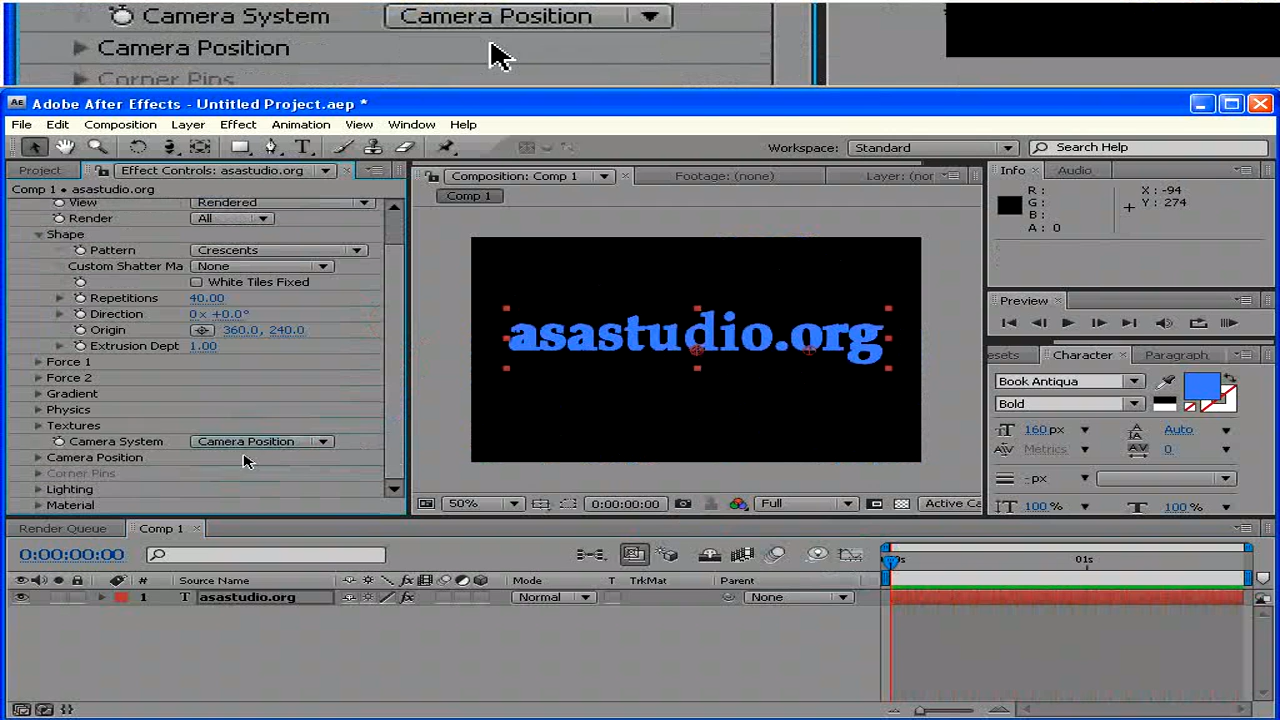 Camera System Camera Position
Camera Position
Corner Pins
Adobe After Effects - Untitled Project.aep *
File Edit Composition Layer Effect Animation View Window Help
Workspace: Standard Search Help
Project Effect Controls: asastudio.org Composition: Comp 1 Footage: (none) Layer: (nor Info Audio
Comp 1 • asastudio.org
Comp 1
View Rendered
Render All
Shape
Pattern Crescents
Custom Shatter Ma None
White Tiles Fixed
Repetitions 40.00
Direction 0x +0.0°
Origin 360.0, 240.0
Extrusion Dept 1.00
Force 1
Force 2
Gradient
Physics
Textures
Camera System Camera Position
Camera Position
Corner Pins
Lighting
Material
asastudio.org
50% 0:00:00:00 Full Active Ca
R :
G :
B :
A : 0
X : -94
Y : 274
Preview
esets Character Paragraph
Book Antiqua
Bold
160 px Auto
Metrics 0
- px
100 % 100 %
Render Queue Comp 1
0:00:00:00
# Source Name Mode T TrkMat Parent
1 T asastudio.org Normal None
0s 01s